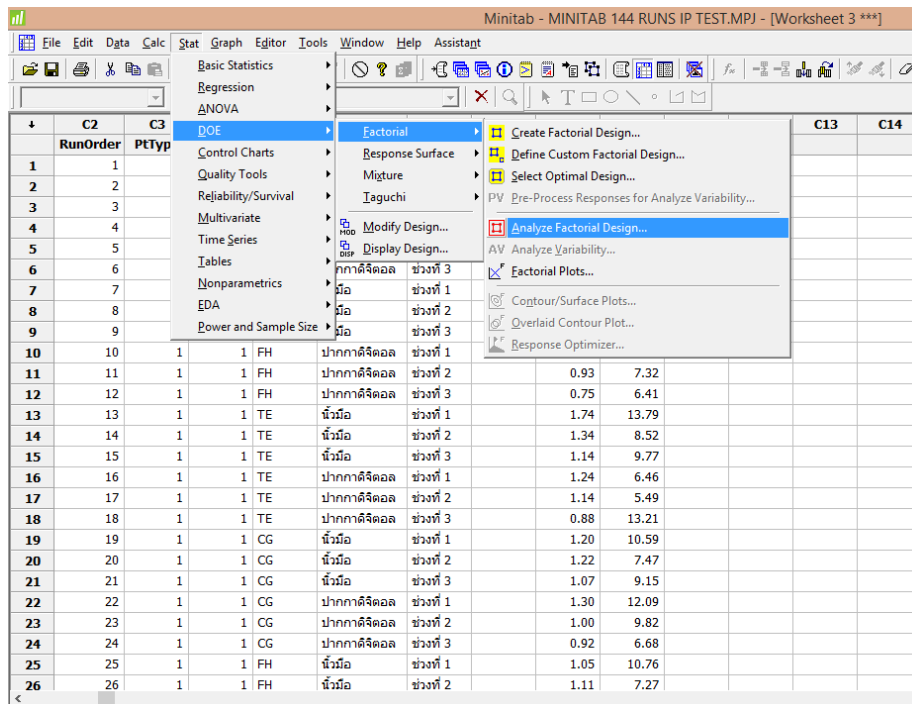 Minitab - MINITAB 144 RUNS IP TEST.MPJ - [Worksheet 3 ***]
File Edit Data Calc Stat Graph Editor Tools Window Help Assistant
Basic Statistics
Regression
ANOVA
DOE
Control Charts
Quality Tools
Reliability/Survival
Multivariate
Time Series
Tables
Nonparametrics
EDA
Power and Sample Size
Factorial
Response Surface
Mixture
Taguchi
MOD Modify Design...
DISP Display Design...
Create Factorial Design...
Define Custom Factorial Design...
Select Optimal Design...
PV Pre-Process Responses for Analyze Variability...
Analyze Factorial Design...
AV Analyze Variability...
Factorial Plots...
Contour/Surface Plots...
Overlaid Contour Plot...
Response Optimizer...
C2 C3 C13 C14
RunOrder PtTyp
1 1
2 2
3 3
4 4
5 5
6 6 ช่วงที่ 3
7 7 ช่วงที่ 1
8 8 ช่วงที่ 2
9 9 ช่วงที่ 3
10 10 1 1 FH ปากกาดิจิตอล ช่วงที่ 1
11 11 1 1 FH ปากกาดิจิตอล ช่วงที่ 2 0.93 7.32
12 12 1 1 FH ปากกาดิจิตอล ช่วงที่ 3 0.75 6.41
13 13 1 1 TE นิ้วมือ ช่วงที่ 1 1.74 13.79
14 14 1 1 TE นิ้วมือ ช่วงที่ 2 1.34 8.52
15 15 1 1 TE นิ้วมือ ช่วงที่ 3 1.14 9.77
16 16 1 1 TE ปากกาดิจิตอล ช่วงที่ 1 1.24 6.46
17 17 1 1 TE ปากกาดิจิตอล ช่วงที่ 2 1.14 5.49
18 18 1 1 TE ปากกาดิจิตอล ช่วงที่ 3 0.88 13.21
19 19 1 1 CG นิ้วมือ ช่วงที่ 1 1.20 10.59
20 20 1 1 CG นิ้วมือ ช่วงที่ 2 1.22 7.47
21 21 1 1 CG นิ้วมือ ช่วงที่ 3 1.07 9.15
22 22 1 1 CG ปากกาดิจิตอล ช่วงที่ 1 1.30 12.09
23 23 1 1 CG ปากกาดิจิตอล ช่วงที่ 2 1.00 9.82
24 24 1 1 CG ปากกาดิจิตอล ช่วงที่ 3 0.92 6.68
25 25 1 1 FH นิ้วมือ ช่วงที่ 1 1.05 10.76
26 26 1 1 FH นิ้วมือ ช่วงที่ 2 1.11 7.27